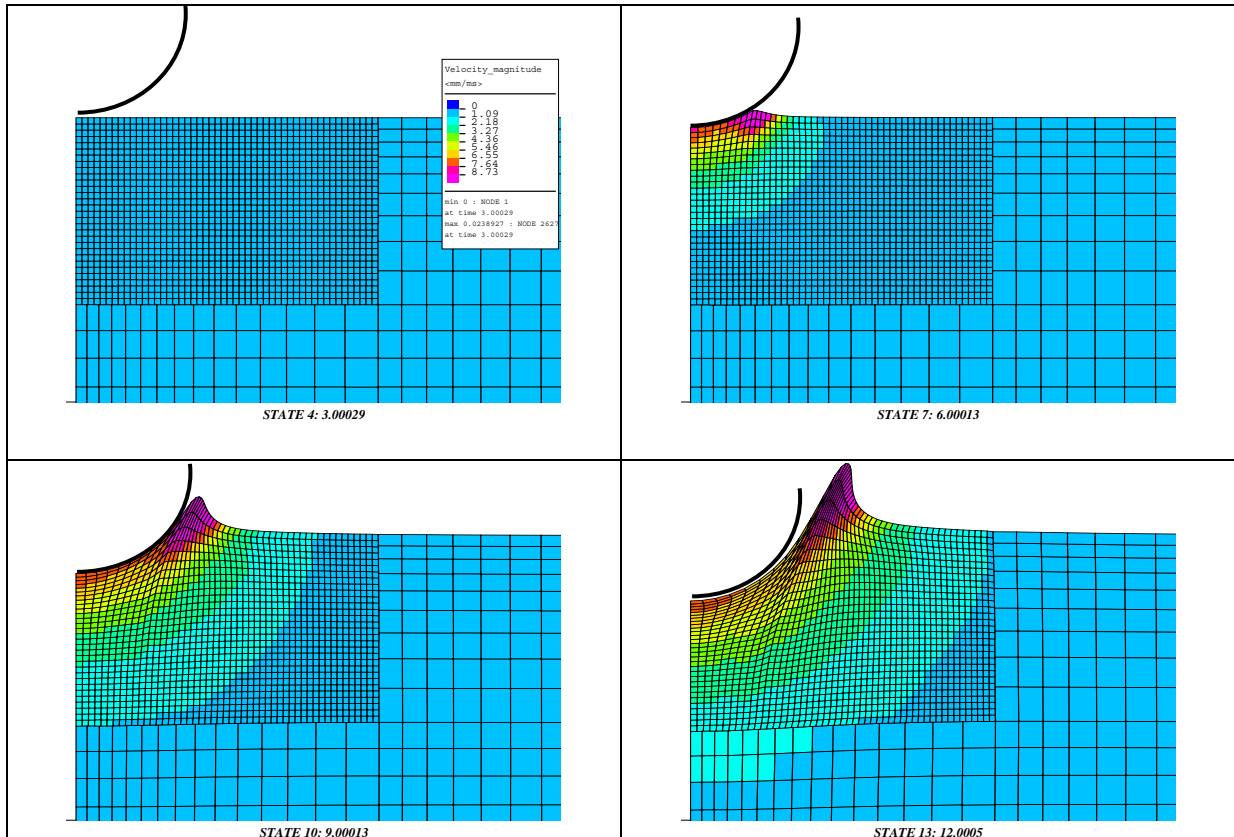 Velocity_magnitude
<mm/ms>
0
1.09
2.18
3.27
4.36
5.46
6.55
7.64
8.73
min 0 : NODE 1
at time 3.00029
max 0.0238927 : NODE 2627
at time 3.00029
STATE 4: 3.00029
STATE 7: 6.00013
STATE 10: 9.00013
STATE 13: 12.0005